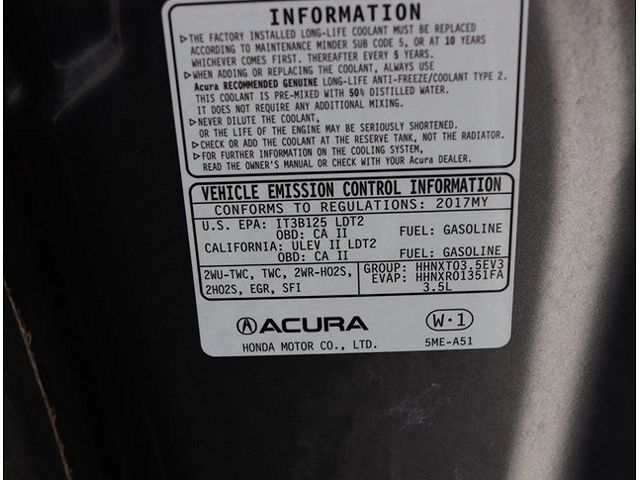 INFORMATION
▷THE FACTORY INSTALLED LONG-LIFE COOLANT MUST BE REPLACED
ACCORDING TO MAINTENANCE MINDER SUB CODE 5, OR AT 10 YEARS
WHICHEVER COMES FIRST. THEREAFTER EVERY 5 YEARS.
▷WHEN ADDING OR REPLACING THE COOLANT, ALWAYS USE
Acura RECOMMENDED GENUINE LONG-LIFE ANTI-FREEZE/COOLANT TYPE 2.
THIS COOLANT IS PRE-MIXED WITH 50% DISTILLED WATER.
IT DOES NOT REQUIRE ANY ADDITIONAL MIXING.
▷NEVER DILUTE THE COOLANT,
OR THE LIFE OF THE ENGINE MAY BE SERIOUSLY SHORTENED.
▷CHECK OR ADD THE COOLANT AT THE RESERVE TANK, NOT THE RADIATOR.
▷FOR FURTHER INFORMATION ON THE COOLING SYSTEM,
READ THE OWNER'S MANUAL OR CHECK WITH YOUR Acura DEALER.
VEHICLE EMISSION CONTROL INFORMATION
CONFORMS TO REGULATIONS: 2017MY
U.S. EPA: IT3B125 LDT2
OBD: CA II FUEL: GASOLINE
CALIFORNIA: ULEV II LDT2
OBD: CA II FUEL: GASOLINE
2WU-TWC, TWC, 2WR-HO2S,
2HO2S, EGR, SFI
GROUP: HHNXT03.5EV3
EVAP: HHNXR01351FA
3.5L
ACURA
HONDA MOTOR CO., LTD.
W·1
5ME-A51